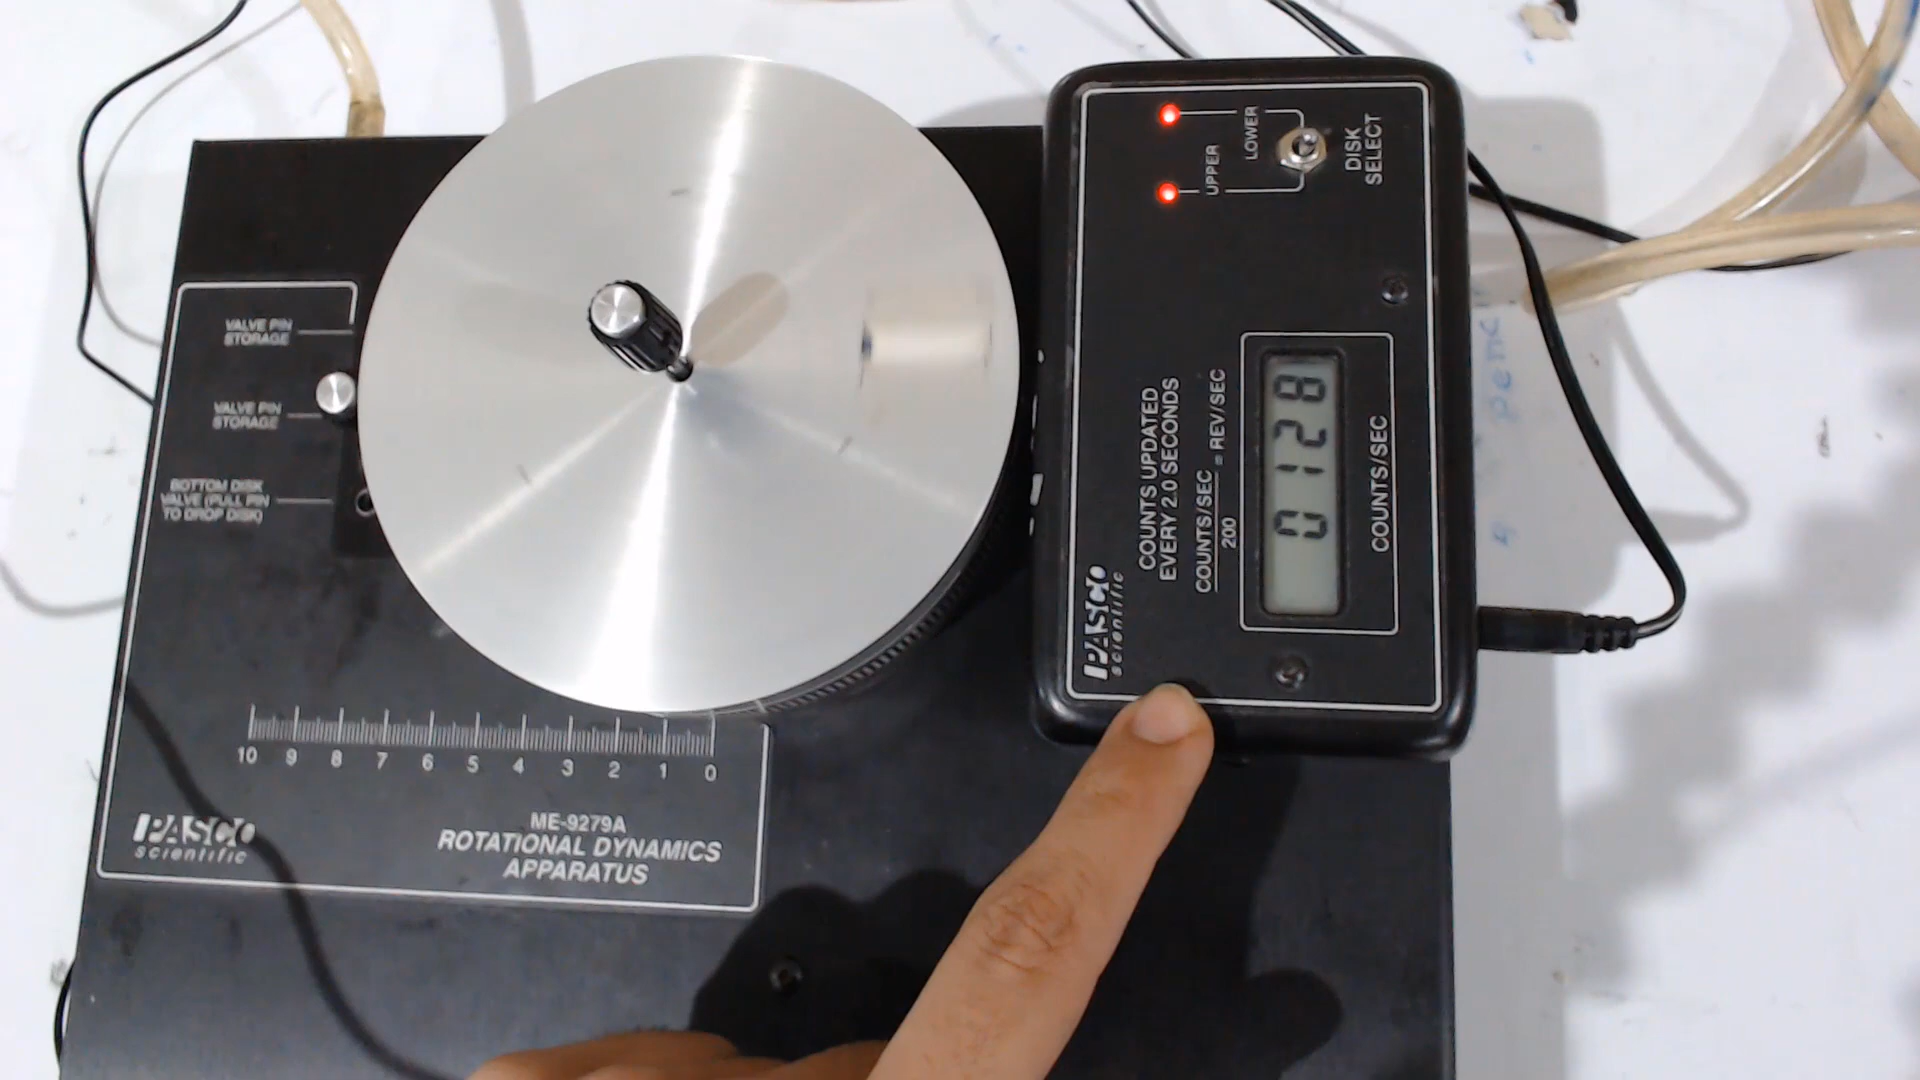 VALVE PIN
STORAGE
VALVE PIN
STORAGE
BOTTOM DISK
VALVE (PULL PIN
TO DROP DISK)
10 9 8 7 6 5 4 3 2 1 0
PASCO
scientific
ME-9279A
ROTATIONAL DYNAMICS
APPARATUS
PASCO
scientific
COUNTS UPDATED
EVERY 2.0 SECONDS
COUNTS/SEC
200
= REV/SEC
UPPER
LOWER
DISK
SELECT
0128
COUNTS/SEC